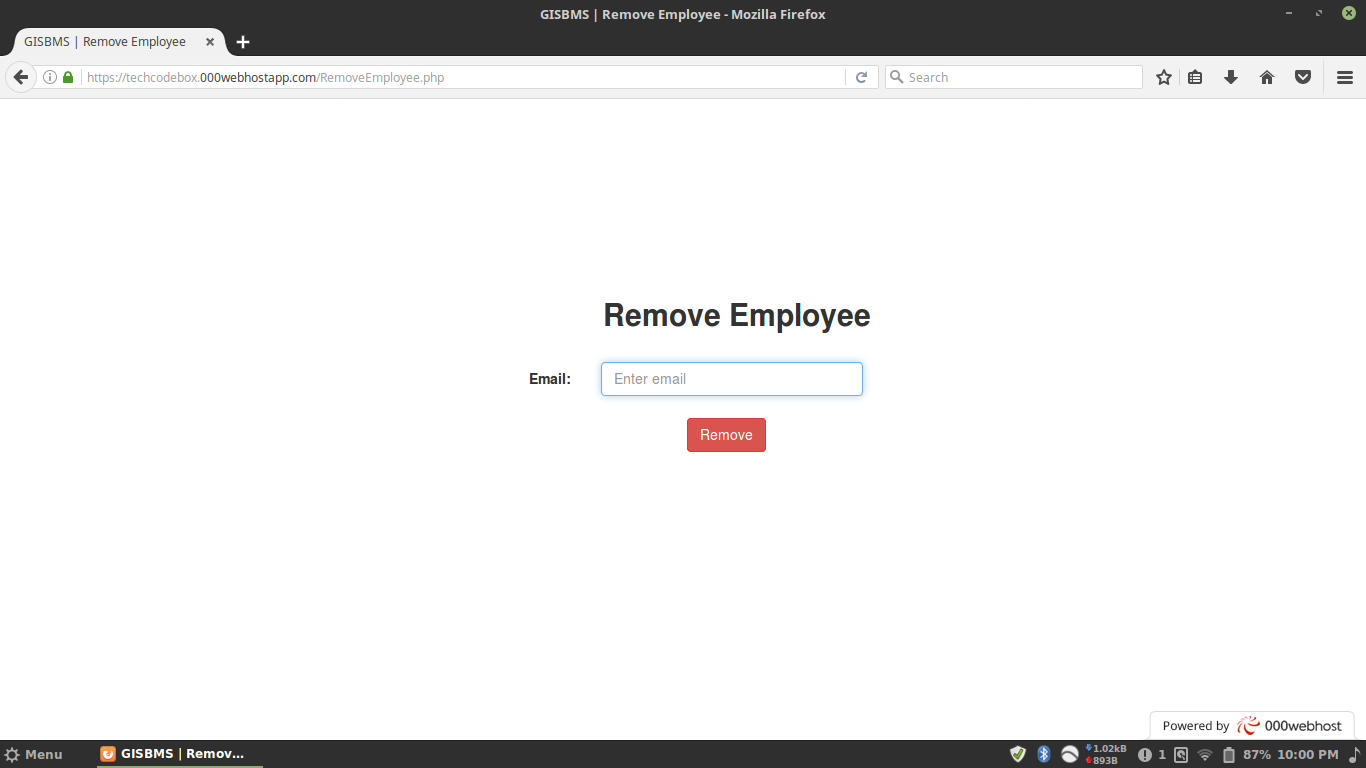 GISBMS | Remove Employee - Mozilla Firefox
GISBMS | Remove Employee
https://techcodebox.000webhostapp.com/RemoveEmployee.php
Search
Remove Employee
Email:
Enter email
Remove
Powered by 000webhost
Menu
GISBMS | Remov...
1.02kB
893B
1
87%
10:00 PM